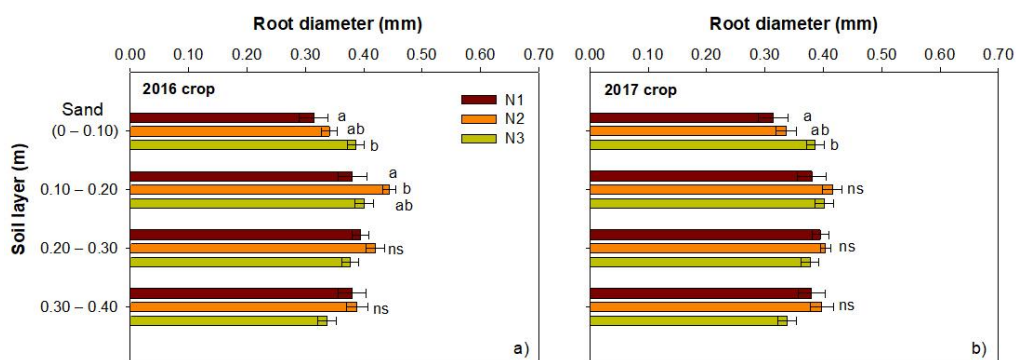 Root diameter (mm)
0.00 0.10 0.20 0.30 0.40 0.50 0.60 0.70
2016 crop
Soil layer (m)
Sand
(0 – 0.10)
0.10 – 0.20
0.20 – 0.30
0.30 – 0.40
N1
N2
N3
a
ab
b
a
b
ab
ns
ns
a)
Root diameter (mm)
0.00 0.10 0.20 0.30 0.40 0.50 0.60 0.70
2017 crop
a
ab
b
ns
ns
ns
b)